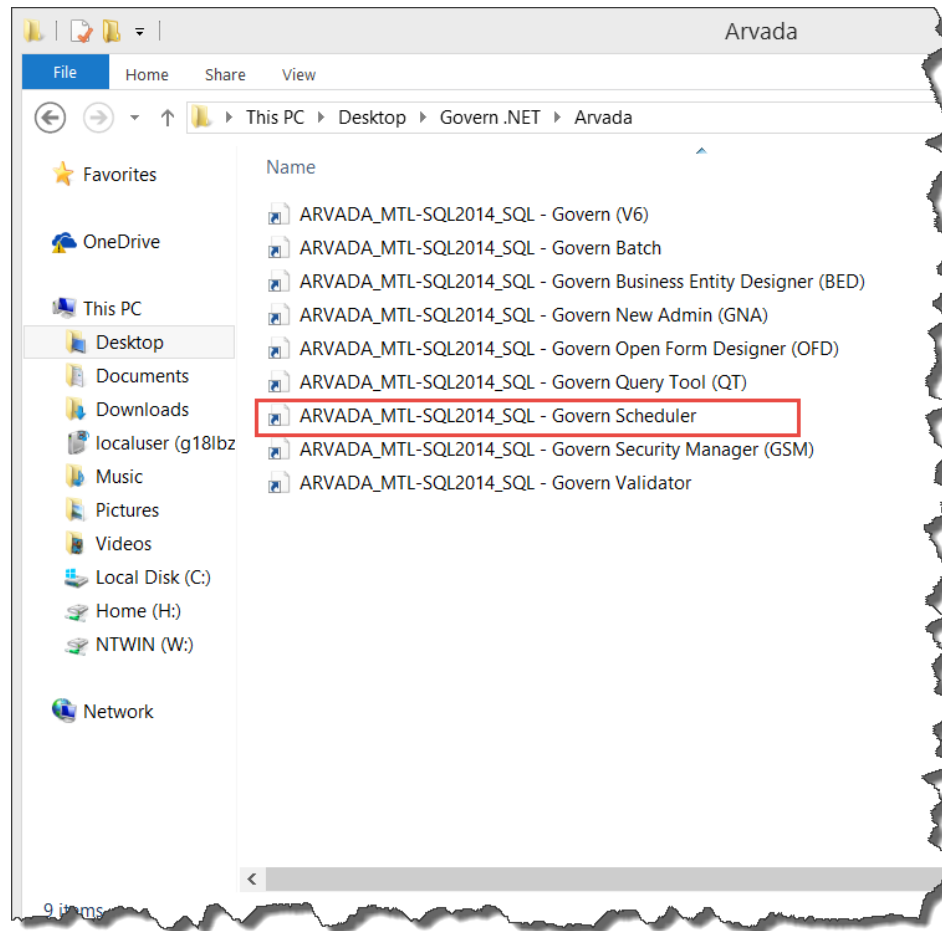 Arvada
File Home Share View
This PC Desktop Govern .NET Arvada
Name
Favorites
OneDrive
This PC
Desktop
Documents
Downloads
localuser (g18lbz
Music
Pictures
Videos
Local Disk (C:)
Home (H:)
NTWIN (W:)
Network
ARVADA_MTL-SQL2014_SQL - Govern (V6)
ARVADA_MTL-SQL2014_SQL - Govern Batch
ARVADA_MTL-SQL2014_SQL - Govern Business Entity Designer (BED)
ARVADA_MTL-SQL2014_SQL - Govern New Admin (GNA)
ARVADA_MTL-SQL2014_SQL - Govern Open Form Designer (OFD)
ARVADA_MTL-SQL2014_SQL - Govern Query Tool (QT)
ARVADA_MTL-SQL2014_SQL - Govern Scheduler
ARVADA_MTL-SQL2014_SQL - Govern Security Manager (GSM)
ARVADA_MTL-SQL2014_SQL - Govern Validator
9 items